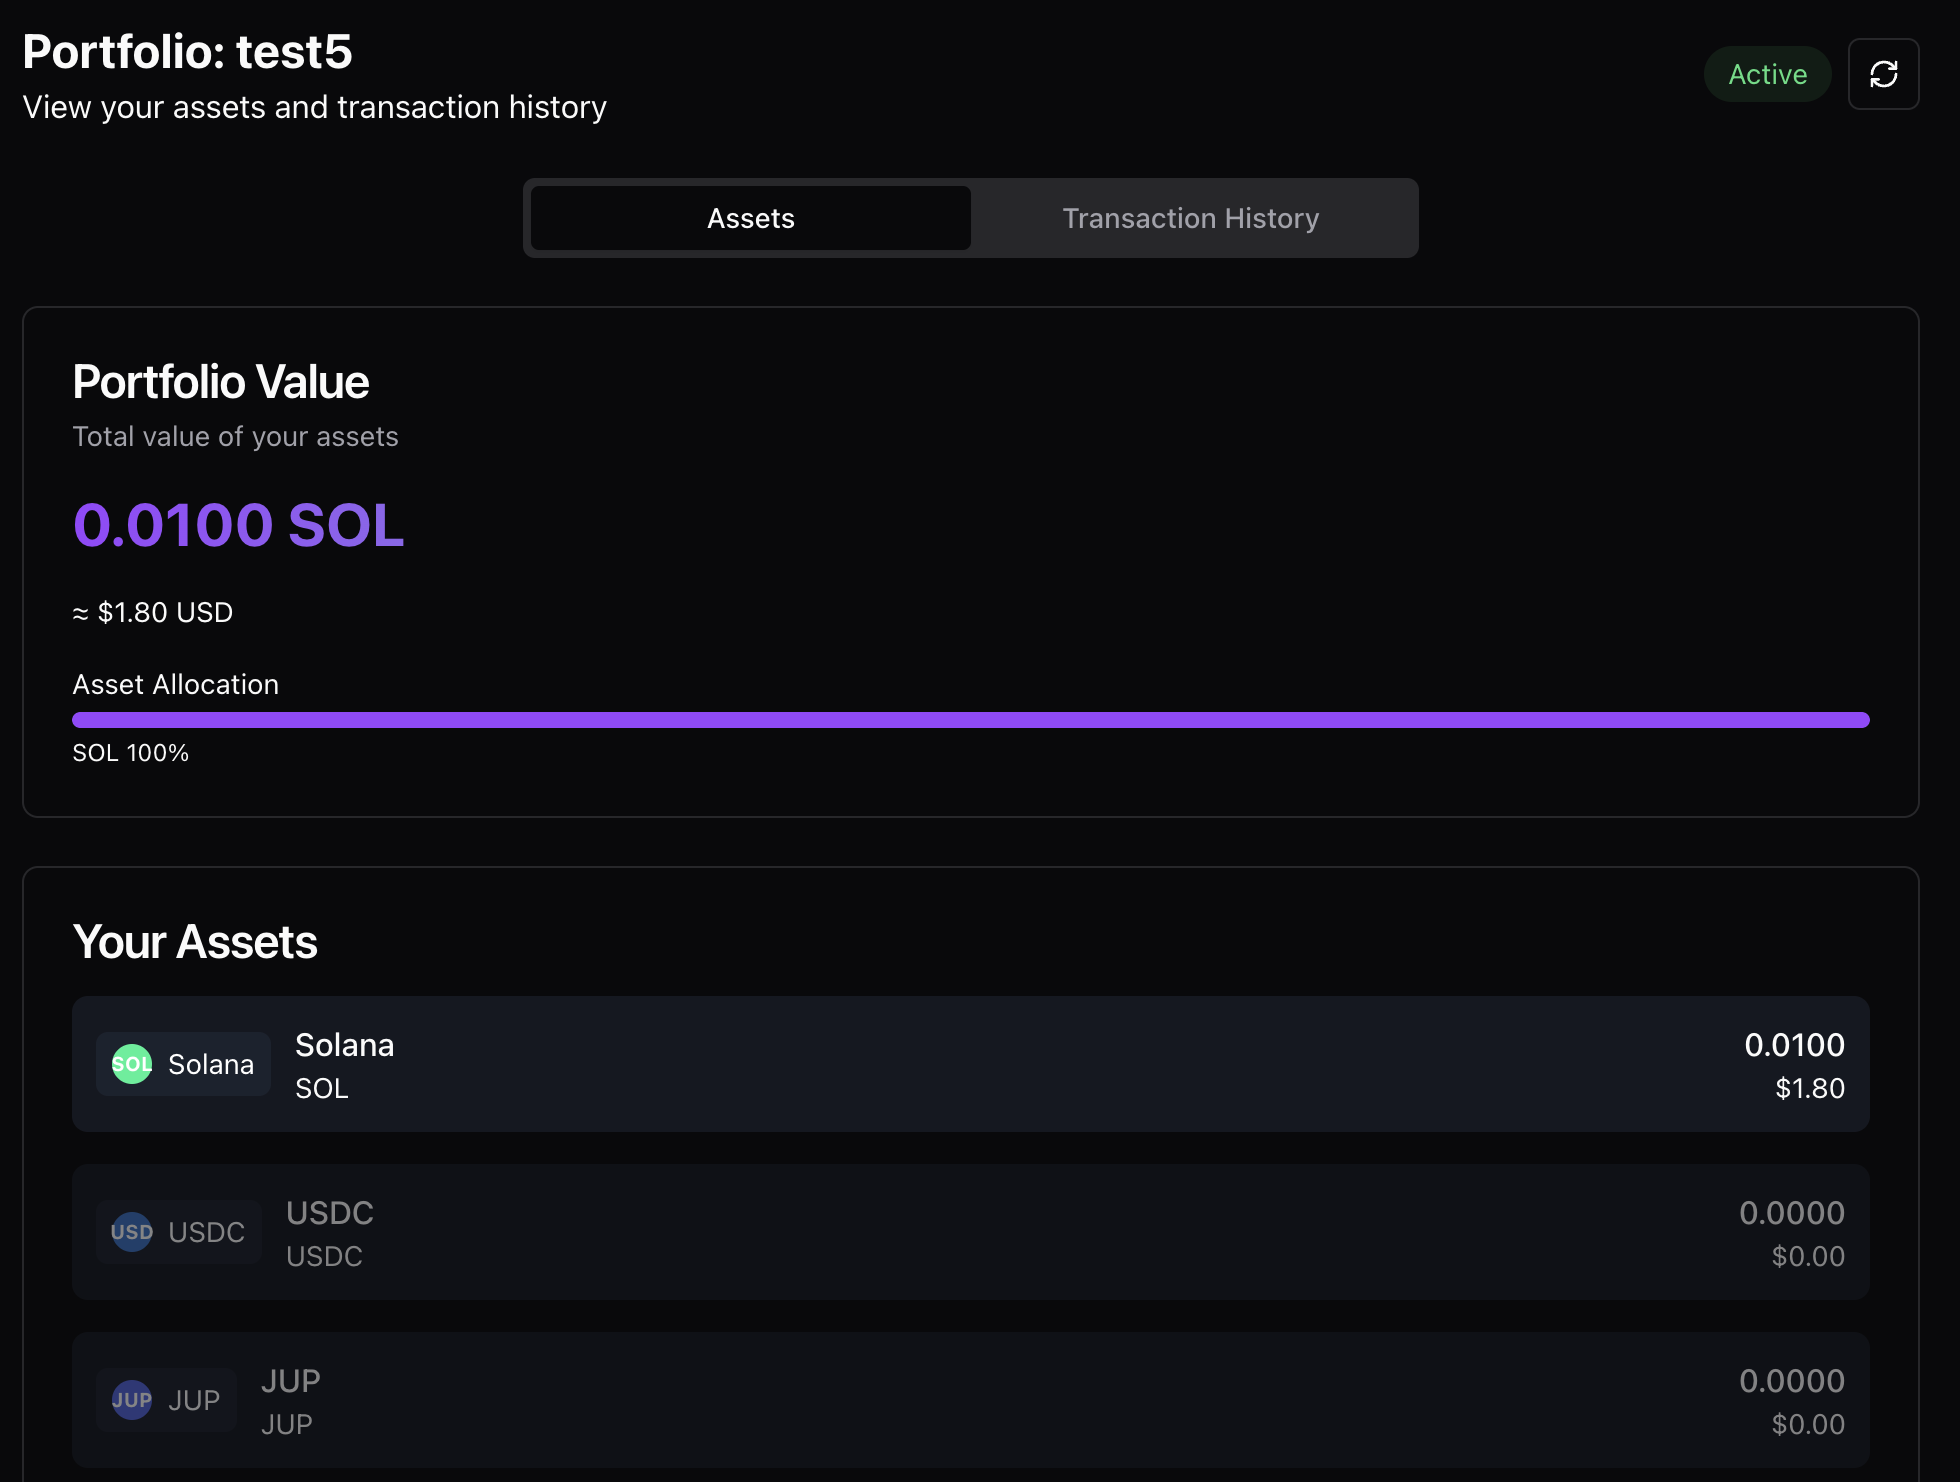 Portfolio: test5
View your assets and transaction history
Active
Assets
Transaction History
Portfolio Value
Total value of your assets
0.0100 SOL
≈ $1.80 USD
Asset Allocation
SOL 100%
Your Assets
SOL Solana
Solana
SOL
0.0100
$1.80
USD USDC
USDC
USDC
0.0000
$0.00
JUP JUP
JUP
JUP
0.0000
$0.00